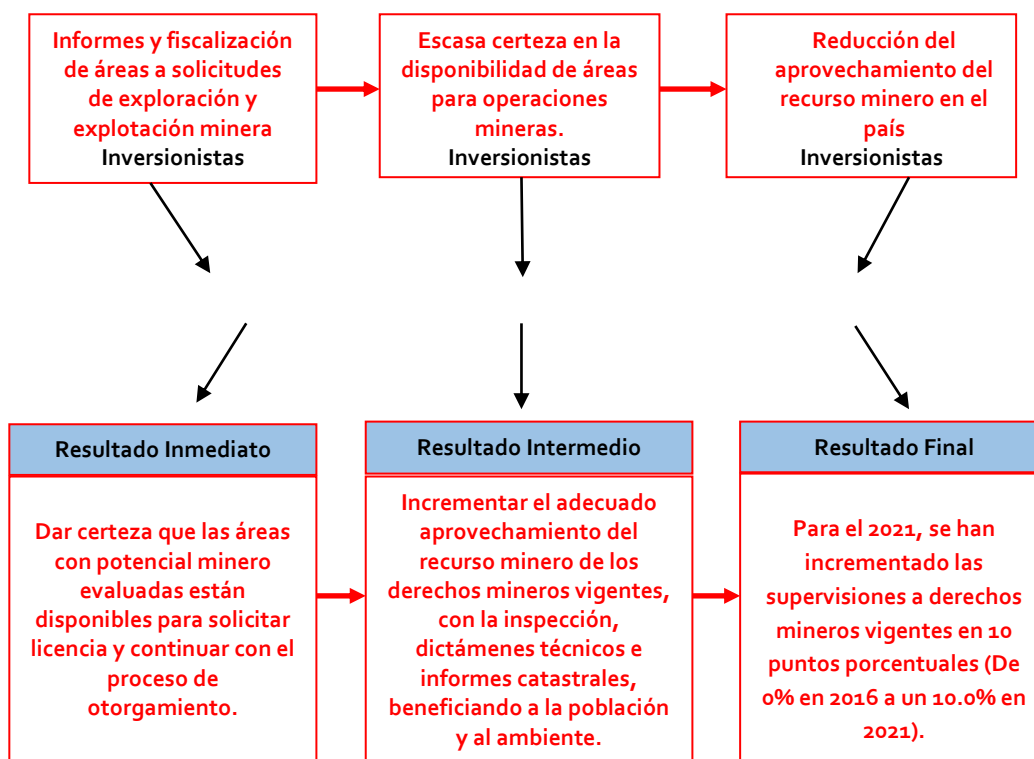 Informes y fiscalización
de áreas a solicitudes
de exploración y
explotación minera
Inversionistas
Escasa certeza en la
disponibilidad de áreas
para operaciones
mineras.
Inversionistas
Reducción del
aprovechamiento del
recurso minero en el
país
Inversionistas
Resultado Inmediato
Dar certeza que las áreas
con potencial minero
evaluadas están
disponibles para solicitar
licencia y continuar con el
proceso de
otorgamiento.
Resultado Intermedio
Incrementar el adecuado
aprovechamiento del
recurso minero de los
derechos mineros vigentes,
con la inspección,
dictámenes técnicos e
informes catastrales,
beneficiando a la población
y al ambiente.
Resultado Final
Para el 2021, se han
incrementado las
supervisiones a derechos
mineros vigentes en 10
puntos porcentuales (De
0% en 2016 a un 10.0% en
2021).